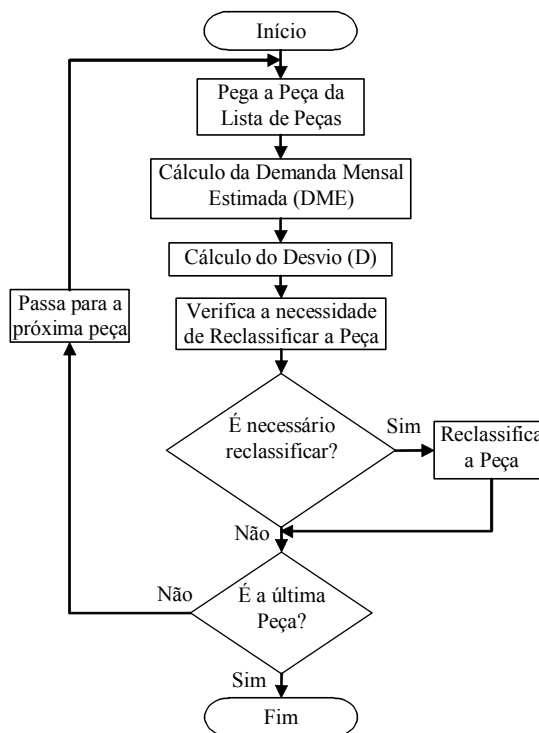 Início
Pega a Peça da
Lista de Peças
Cálculo da Demanda Mensal
Estimada (DME)
Cálculo do Desvio (D)
Passa para a
próxima peça
Verifica a necessidade
de Reclassificar a Peça
É necessário
reclassificar?
Sim
Reclassifica
a Peça
Não
Não
É a última
Peça?
Sim
Fim